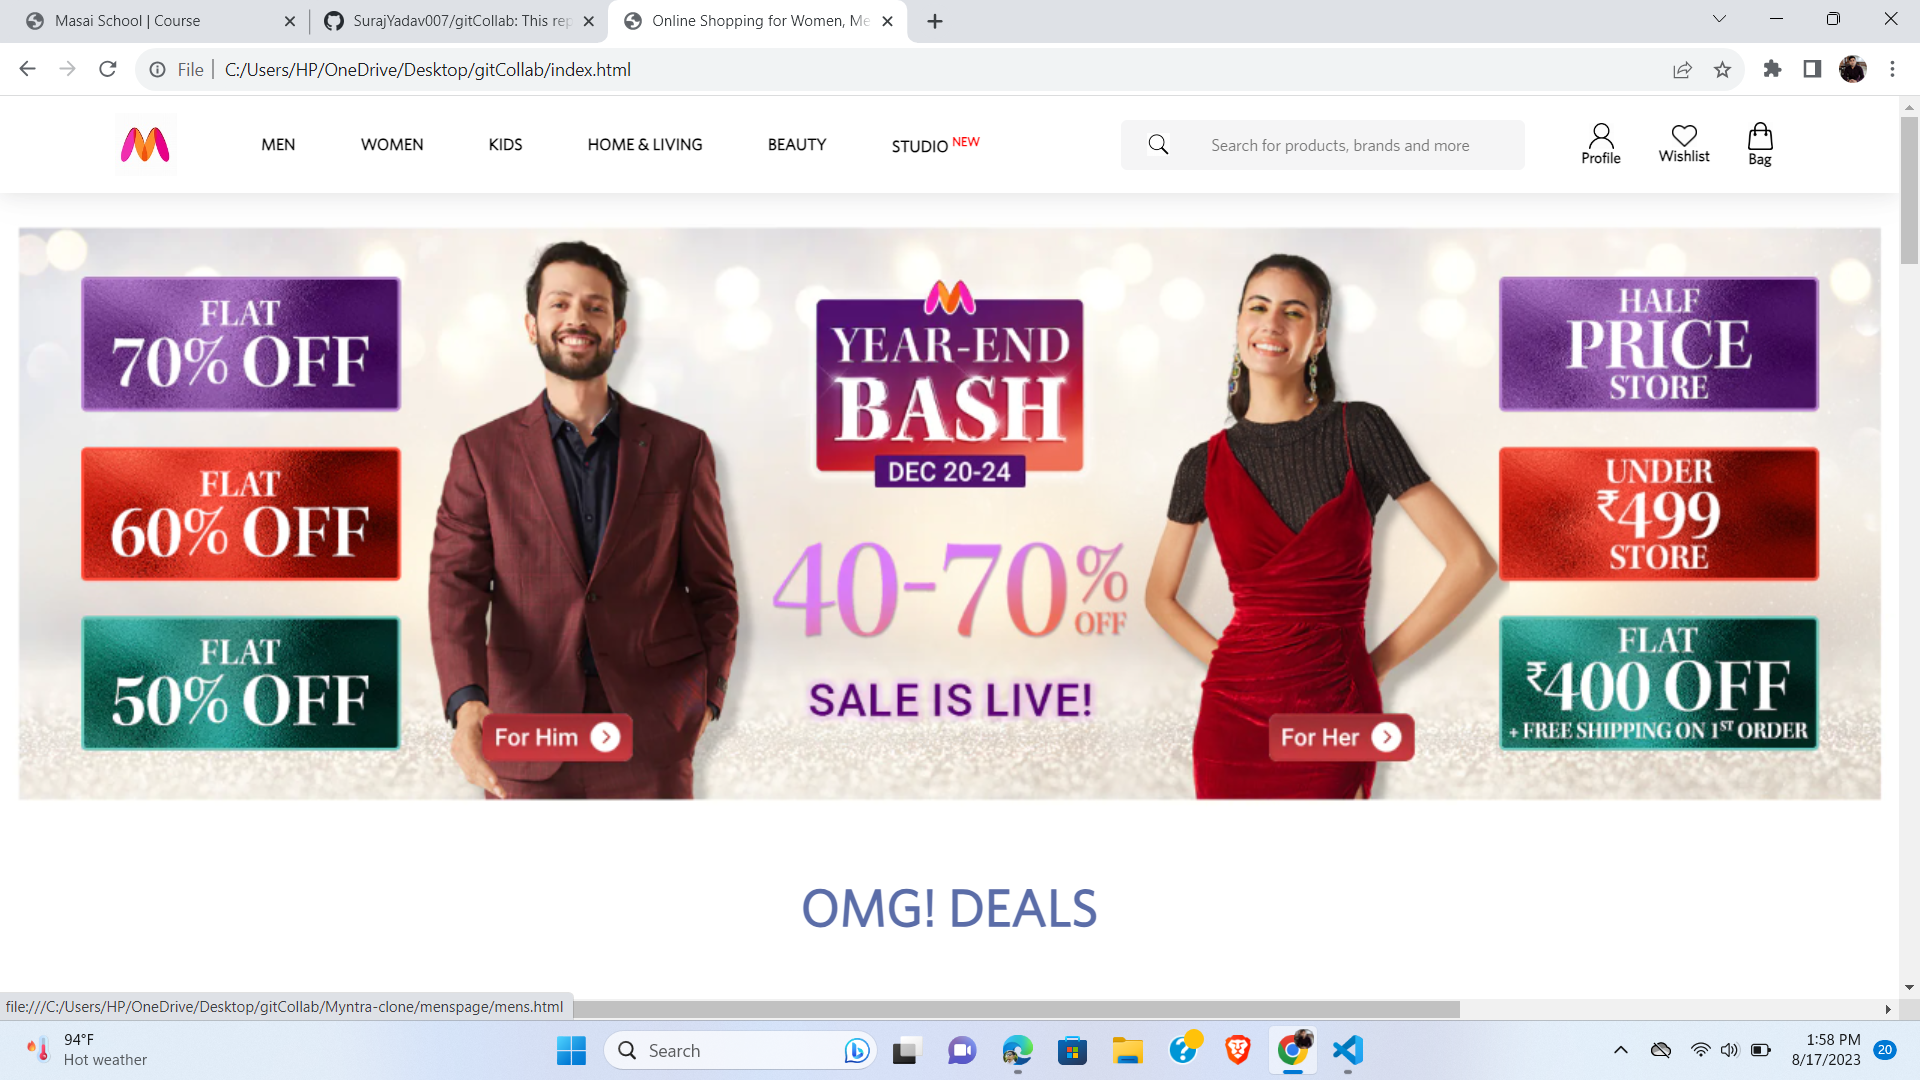 Masai School | Course
SurajYadav007/gitCollab: This rep
Online Shopping for Women, Me
File
C:/Users/HP/OneDrive/Desktop/gitCollab/index.html
MEN
WOMEN
KIDS
HOME & LIVING
BEAUTY
STUDIO NEW
Search for products, brands and more
Profile
Wishlist
Bag
FLAT
70% OFF
FLAT
60% OFF
FLAT
50% OFF
For Him
YEAR-END
BASH
DEC 20-24
40-70%
OFF
SALE IS LIVE!
For Her
HALF
PRICE
STORE
UNDER
₹499
STORE
FLAT
₹400 OFF
+ FREE SHIPPING ON 1ST ORDER
OMG! DEALS
file:///C:/Users/HP/OneDrive/Desktop/gitCollab/Myntra-clone/menspage/mens.html
94°F
Hot weather
Search
1:58 PM
8/17/2023
20